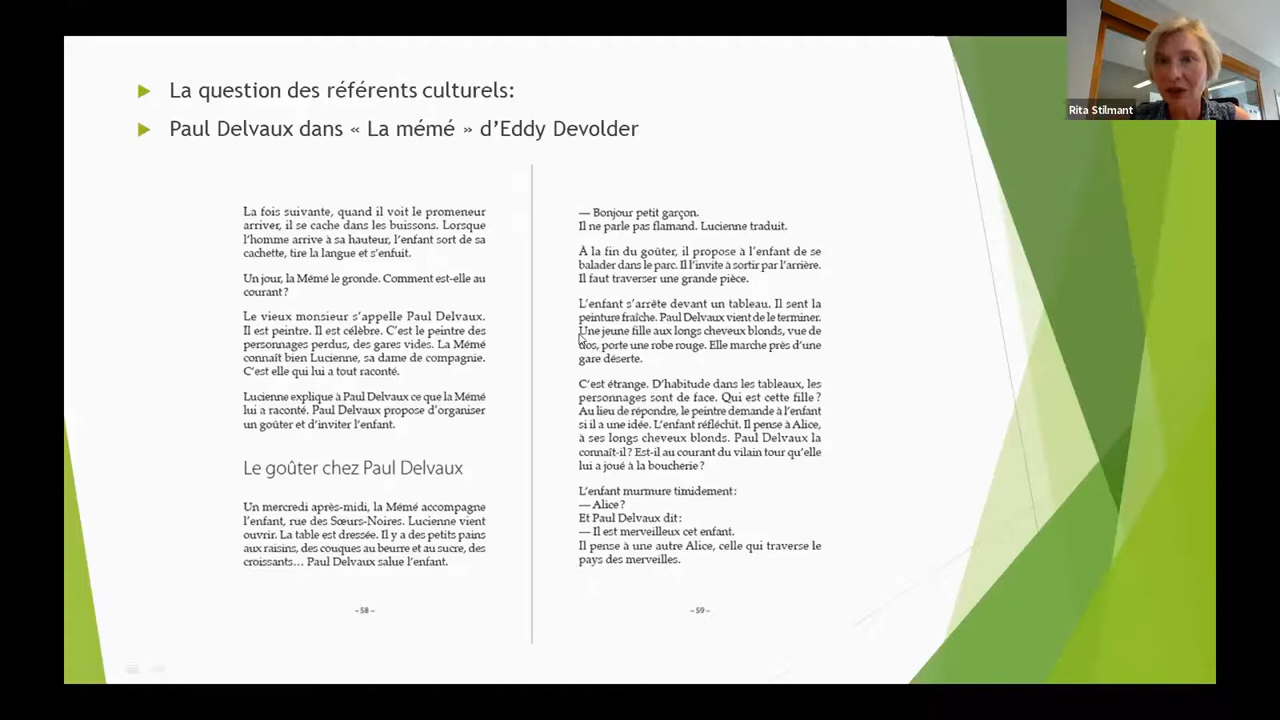 La question des référents culturels:
Paul Delvaux dans « La mémé » d’Eddy Devolder
Rita Stilmant
La fois suivante, quand il voit le promeneur
arriver, il se cache dans les buissons. Lorsque
l’homme arrive à sa hauteur, l’enfant sort de sa
cachette, tire la langue et s’enfuit.
Un jour, la Mémé le gronde. Comment est-elle au
courant ?
Le vieux monsieur s’appelle Paul Delvaux.
Il est peintre. Il est célèbre. C’est le peintre des
personnages perdus, des gares vides. La Mémé
connaît bien Lucienne, sa dame de compagnie.
C’est elle qui lui a tout raconté.
Lucienne explique à Paul Delvaux ce que la Mémé
lui a raconté. Paul Delvaux propose d’organiser
un goûter et d’inviter l’enfant.
Le goûter chez Paul Delvaux
Un mercredi après-midi, la Mémé accompagne
l’enfant, rue des Sœurs-Noires. Lucienne vient
ouvrir. La table est dressée. Il y a des petits pains
aux raisins, des couques au beurre et au sucre, des
croissants… Paul Delvaux salue l’enfant.
– 58 –
— Bonjour petit garçon.
Il ne parle pas flamand. Lucienne traduit.
À la fin du goûter, il propose à l’enfant de se
balader dans le parc. Il l’invite à sortir par l’arrière.
Il faut traverser une grande pièce.
L’enfant s’arrête devant un tableau. Il sent la
peinture fraîche. Paul Delvaux vient de le terminer.
Une jeune fille aux longs cheveux blonds, vue de
dos, porte une robe rouge. Elle marche près d’une
gare déserte.
C’est étrange. D’habitude dans les tableaux, les
personnages sont de face. Qui est cette fille ?
Au lieu de répondre, le peintre demande à l’enfant
si il a une idée. L’enfant réfléchit. Il pense à Alice,
à ses longs cheveux blonds. Paul Delvaux la
connaît-il ? Est-il au courant du vilain tour qu’elle
lui a joué à la boucherie ?
L’enfant murmure timidement :
— Alice ?
Et Paul Delvaux dit :
— Il est merveilleux cet enfant.
Il pense à une autre Alice, celle qui traverse le
pays des merveilles.
– 59 –